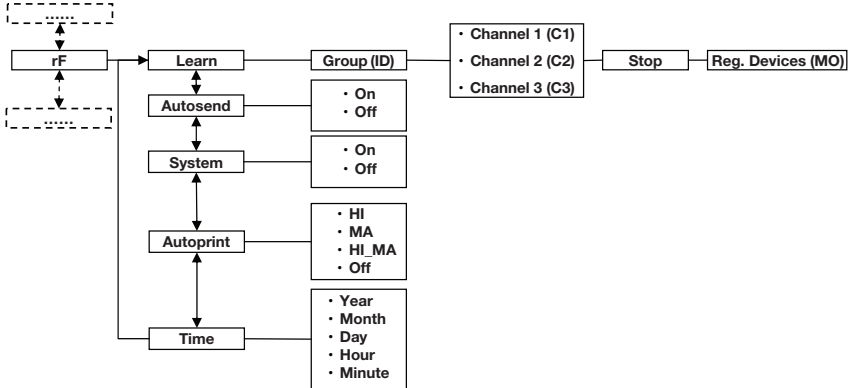 ......
rF
......
Learn
Group (ID)
• Channel 1 (C1)
• Channel 2 (C2)
• Channel 3 (C3)
Stop
Reg. Devices (MO)
Autosend
• On
• Off
System
• On
• Off
Autoprint
• HI
• MA
• HI_MA
• Off
Time
• Year
• Month
• Day
• Hour
• Minute